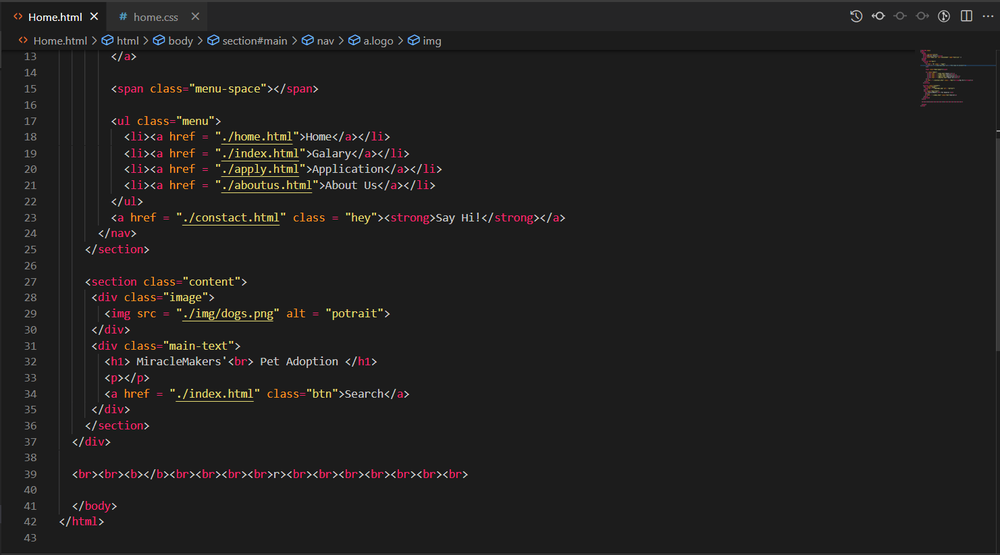 Home.html
# home.css
Home.html > html > body > section#main > nav > a.logo > img
13 </a>
14
15 <span class="menu-space"></span>
16
17 <ul class="menu">
18 <li><a href = "./home.html">Home</a></li>
19 <li><a href = "./index.html">Galary</a></li>
20 <li><a href = "./apply.html">Application</a></li>
21 <li><a href = "./aboutus.html">About Us</a></li>
22 </ul>
23 <a href = "./constact.html" class = "hey"><strong>Say Hi!</strong></a>
24 </nav>
25 </section>
26
27 <section class="content">
28 <div class="image">
29 <img src = "./img/dogs.png" alt = "potrait">
30 </div>
31 <div class="main-text">
32 <h1> MiracleMakers'<br> Pet Adoption </h1>
33 <p></p>
34 <a href = "./index.html" class="btn">Search</a>
35 </div>
36 </section>
37 </div>
38
39 <br><br><b></b><br><br><br><br>r><br><br><br><br><br><br><br>
40
41 </body>
42 </html>
43